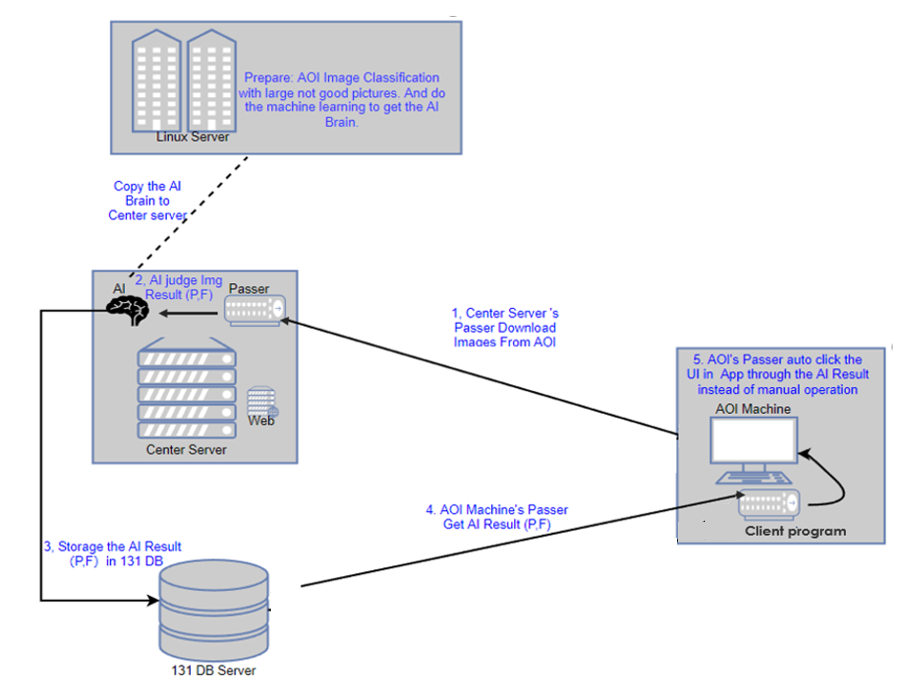 Prepare: AOI Image Classification
with large not good pictures. And do
the machine learning to get the AI
Brain.
Linux Server
Copy the AI
Brain to
Center server
AI
2, AI judge Img
Result (P,F)
Passer
Web
Center Server
1, Center Server 's
Passer Download
Images From AOI
5. AOI's Passer auto click the
UI in App through the AI Result
instead of manual operation
AOI Machine
Client program
4. AOI Machine's Passer
Get AI Result (P,F)
3, Storage the AI Result
(P,F) in 131 DB
131 DB Server